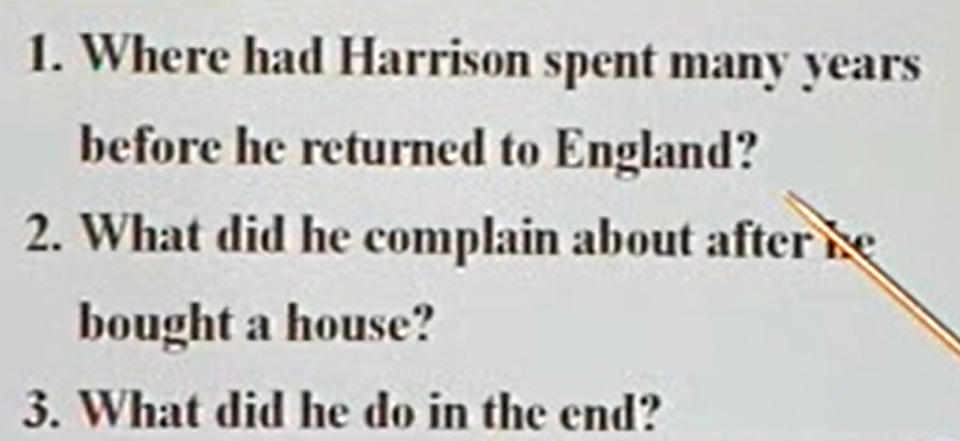 1. Where had Harrison spent many years
before he returned to England?
2. What did he complain about after he
bought a house?
3. What did he do in the end?